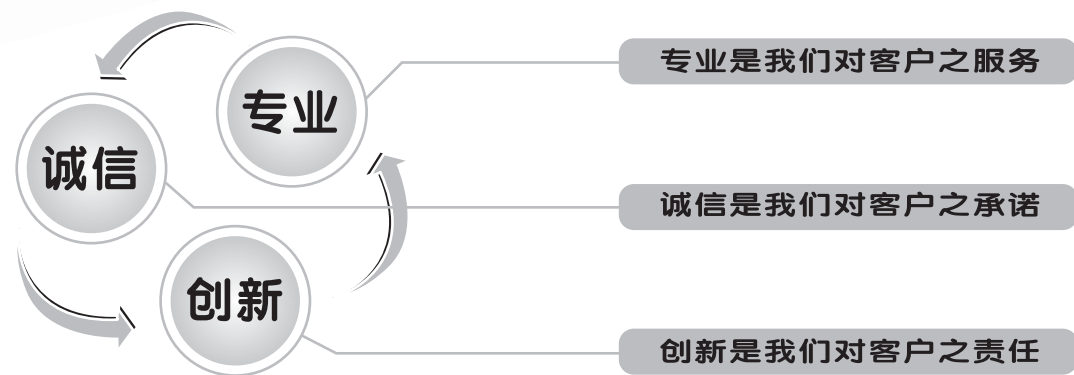 专业
专业是我们对客户之服务
诚信
诚信是我们对客户之承诺
创新
创新是我们对客户之责任